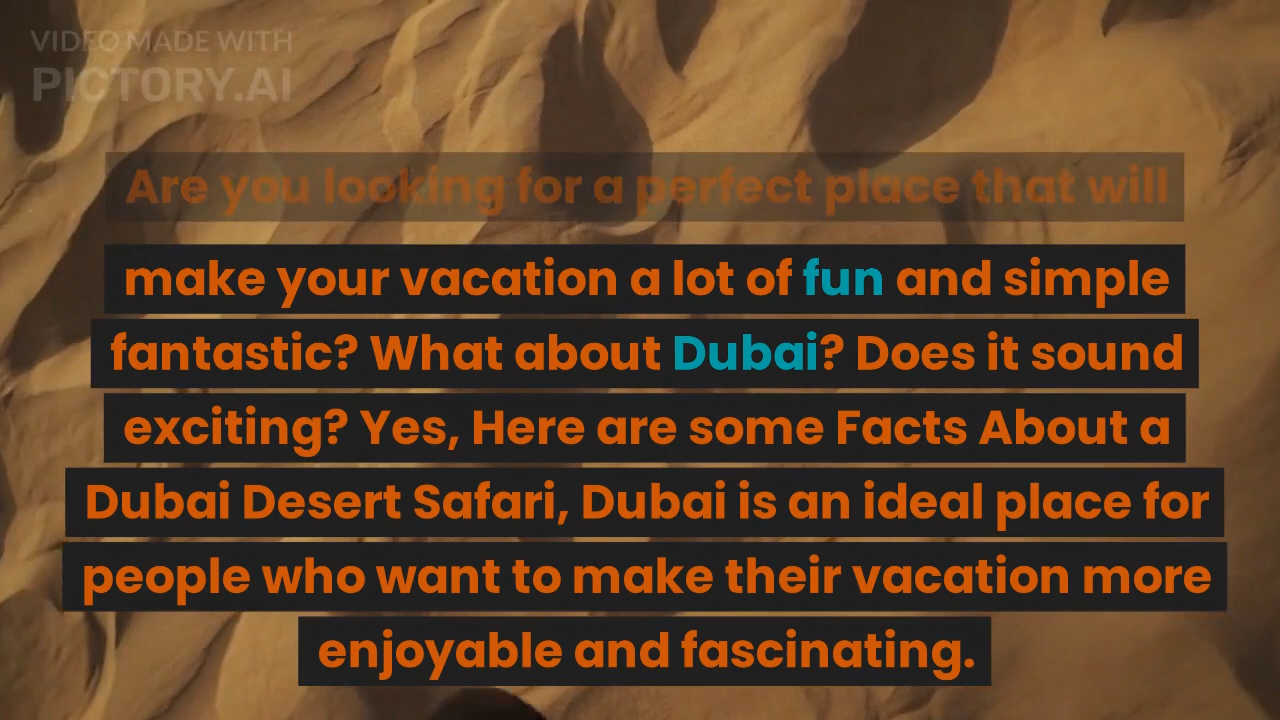 VIDEO MADE WITH
PICTORY.AI
Are you looking for a perfect place that will
make your vacation a lot of fun and simple
fantastic? What about Dubai? Does it sound
exciting? Yes, Here are some Facts About a
Dubai Desert Safari, Dubai is an ideal place for
people who want to make their vacation more
enjoyable and fascinating.